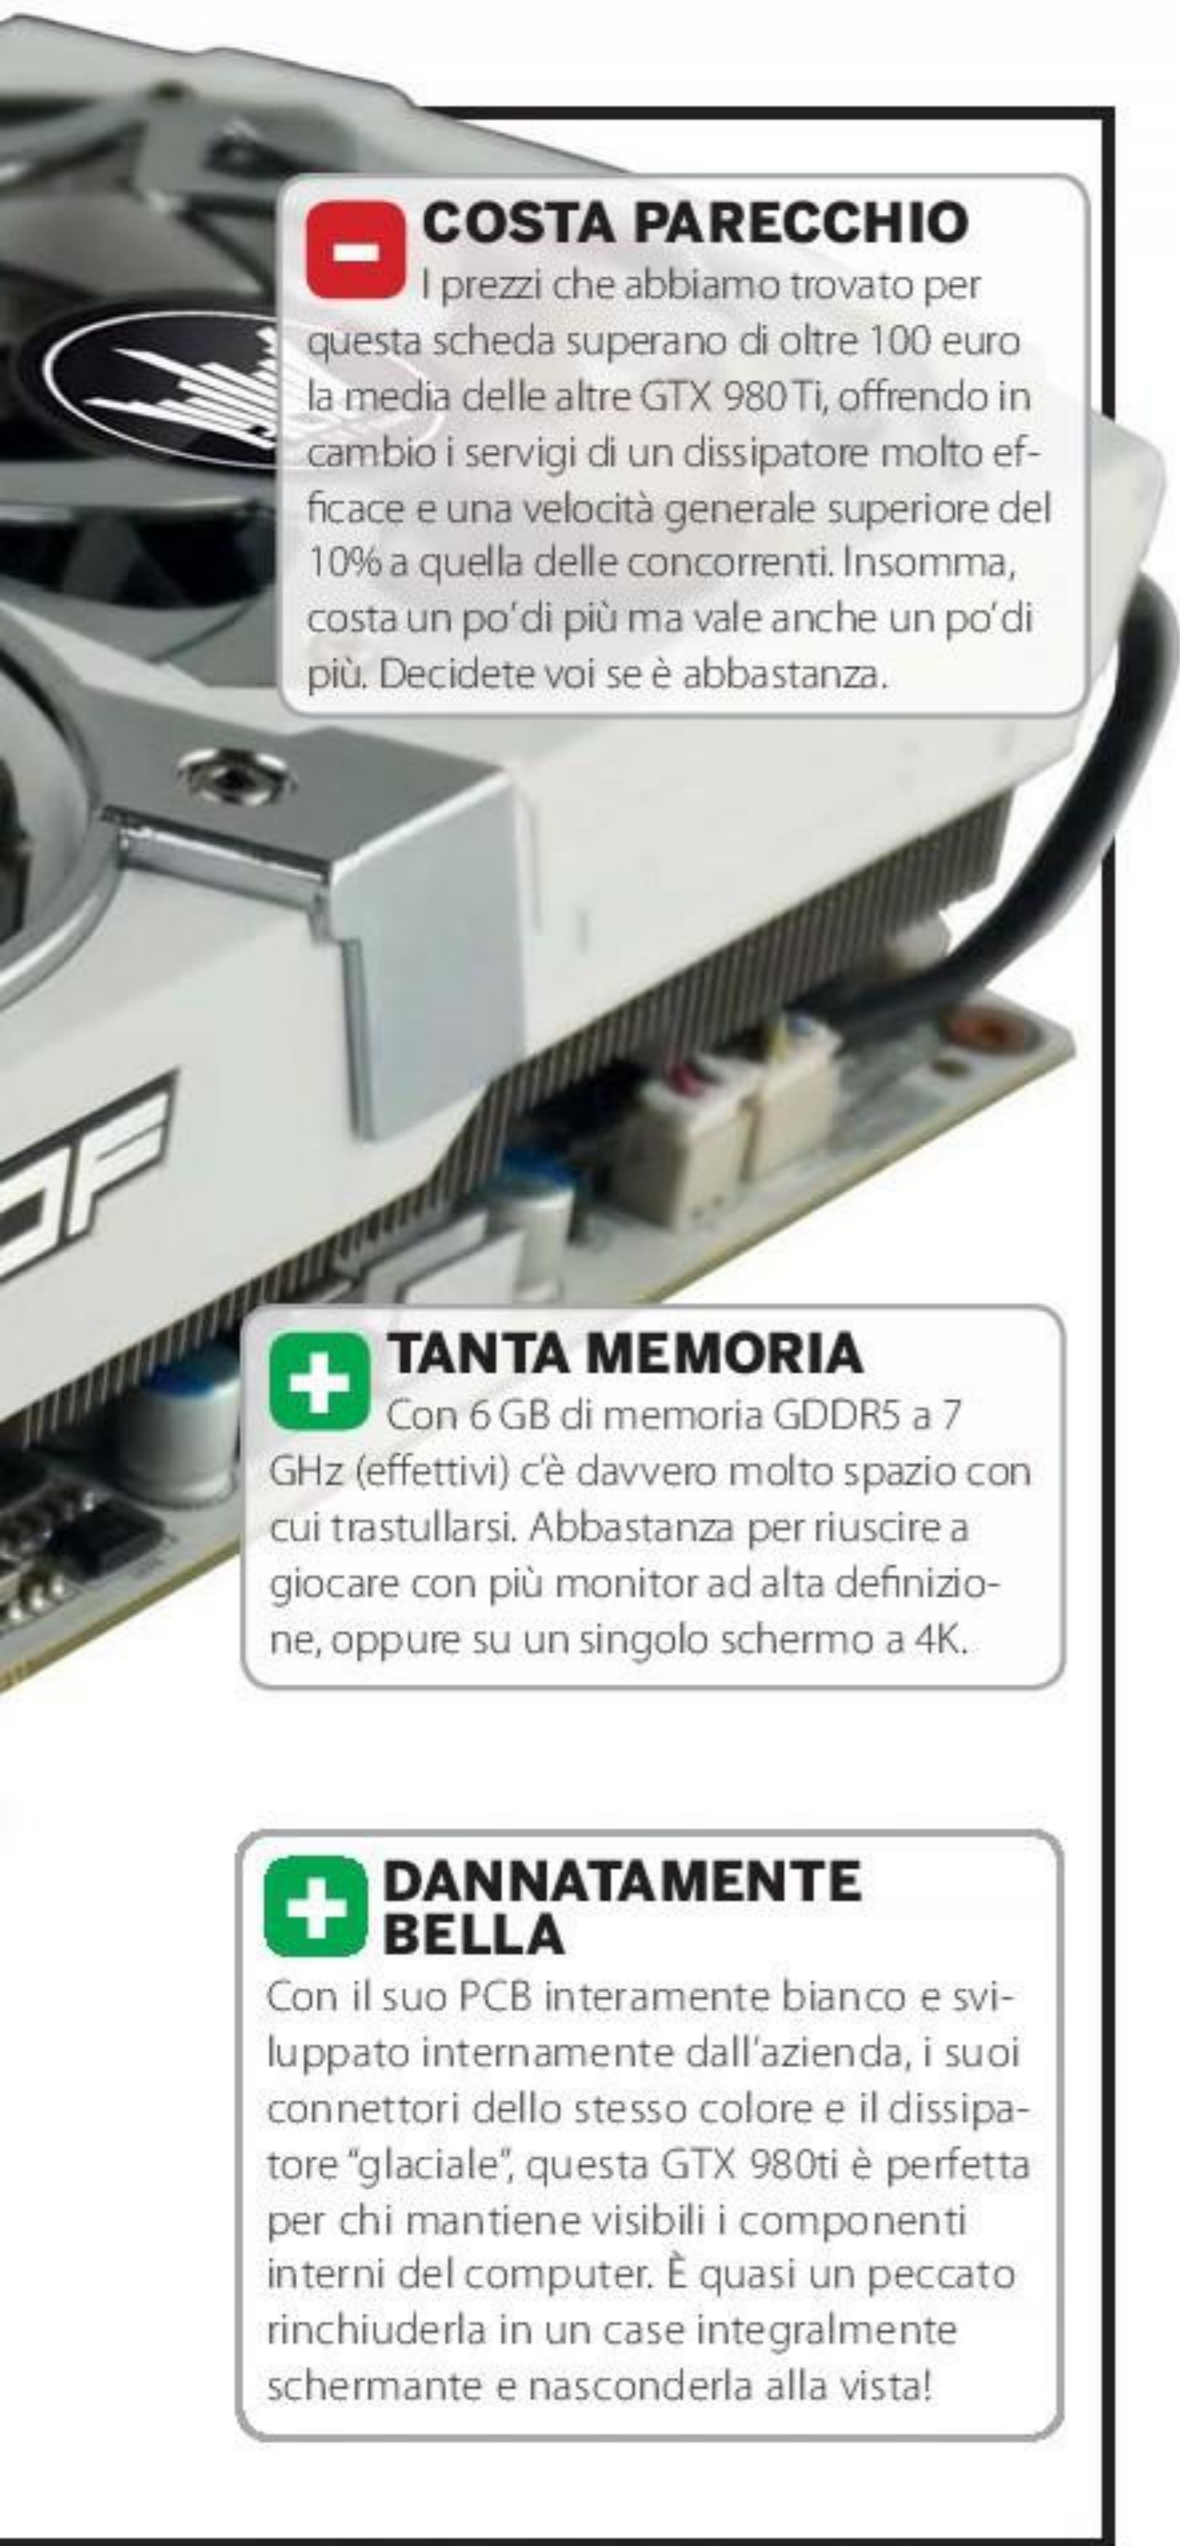 COSTA PARECCHIO
I prezzi che abbiamo trovato per
questa scheda superano di oltre 100 euro
la media delle altre GTX 980 Ti, offrendo in
cambio i servigi di un dissipatore molto ef-
ficace e una velocità generale superiore del
10% a quella delle concorrenti. Insomma,
costa un po’ di più ma vale anche un po’ di
più. Decidete voi se è abbastanza.
OF
TANTA MEMORIA
Con 6 GB di memoria GDDR5 a 7
GHz (effettivi) c’è davvero molto spazio con
cui trastullarsi. Abbastanza per riuscire a
giocare con più monitor ad alta definizio-
ne, oppure su un singolo schermo a 4K.
DANNATAMENTE
BELLA
Con il suo PCB interamente bianco e svi-
luppato internamente dall’azienda, i suoi
connettori dello stesso colore e il dissipa-
tore “glaciale”, questa GTX 980ti è perfetta
per chi mantiene visibili i componenti
interni del computer. È quasi un peccato
rinchiuderla in un case integralmente
schermante e nasconderla alla vista!